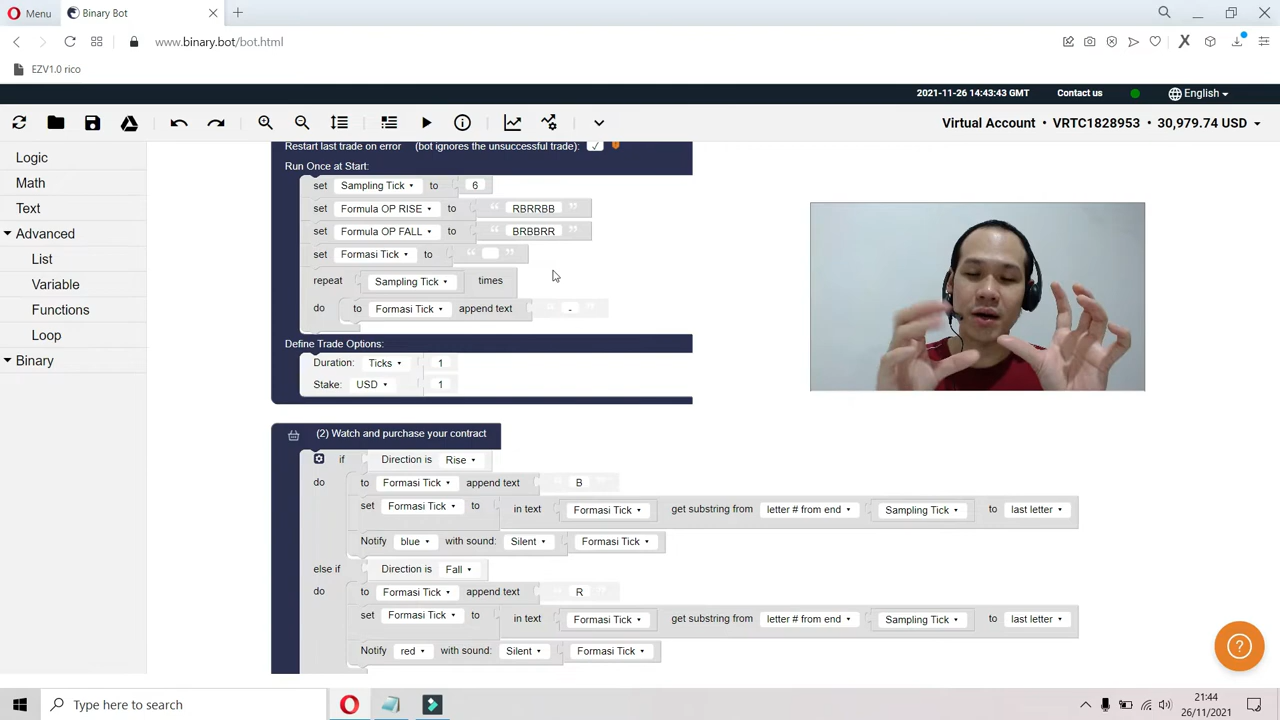 Menu
Binary Bot
www.binary.bot/bot.html
EZV1.0 rico
2021-11-26 14:43:43 GMT
Contact us
English
Virtual Account • VRTC1828953 • 30,979.74 USD
Logic
Math
Text
Advanced
List
Variable
Functions
Loop
Binary
Restart last trade on error (bot ignores the unsuccessful trade): ✓
Run Once at Start:
set Sampling Tick to 6
set Formula OP RISE to “ RBRRBB ”
set Formula OP FALL to “ BRBBRR ”
set Formasi Tick to “ ”
repeat Sampling Tick times
do to Formasi Tick append text “ - ”
Define Trade Options:
Duration: Ticks 1
Stake: USD 1
(2) Watch and purchase your contract
if Direction is Rise
do to Formasi Tick append text “ B ”
set Formasi Tick to in text Formasi Tick get substring from letter # from end Sampling Tick to last letter
Notify blue with sound: Silent Formasi Tick
else if Direction is Fall
do to Formasi Tick append text “ R ”
set Formasi Tick to in text Formasi Tick get substring from letter # from end Sampling Tick to last letter
Notify red with sound: Silent Formasi Tick
Type here to search
21:44
26/11/2021